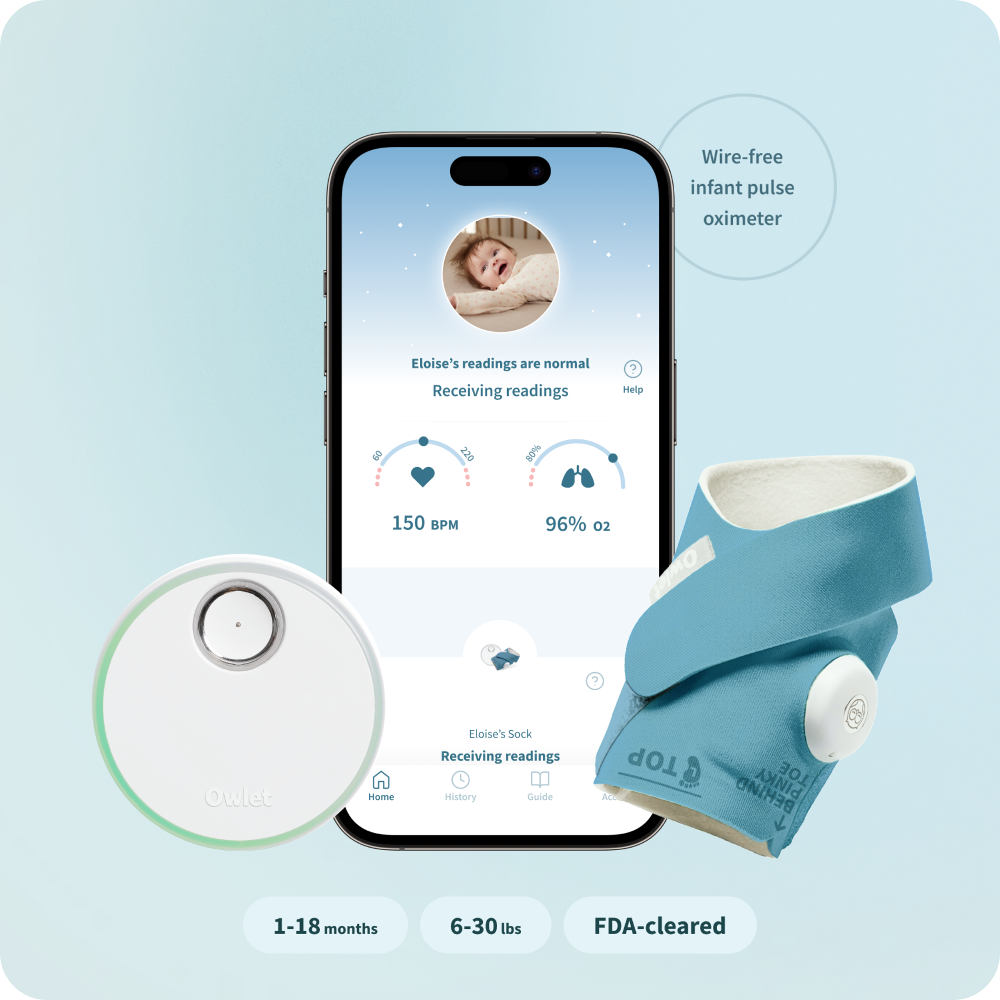 Wire-free
infant pulse
oximeter
Eloise’s readings are normal
Receiving readings
Help
60
220
80%
150 BPM
96% O2
Owlet
Eloise’s Sock
Receiving readings
Home
History
Guide
Owlet
TOP
L
BEHIND
PINKY
TOE
1-18 months
6-30 lbs
FDA-cleared